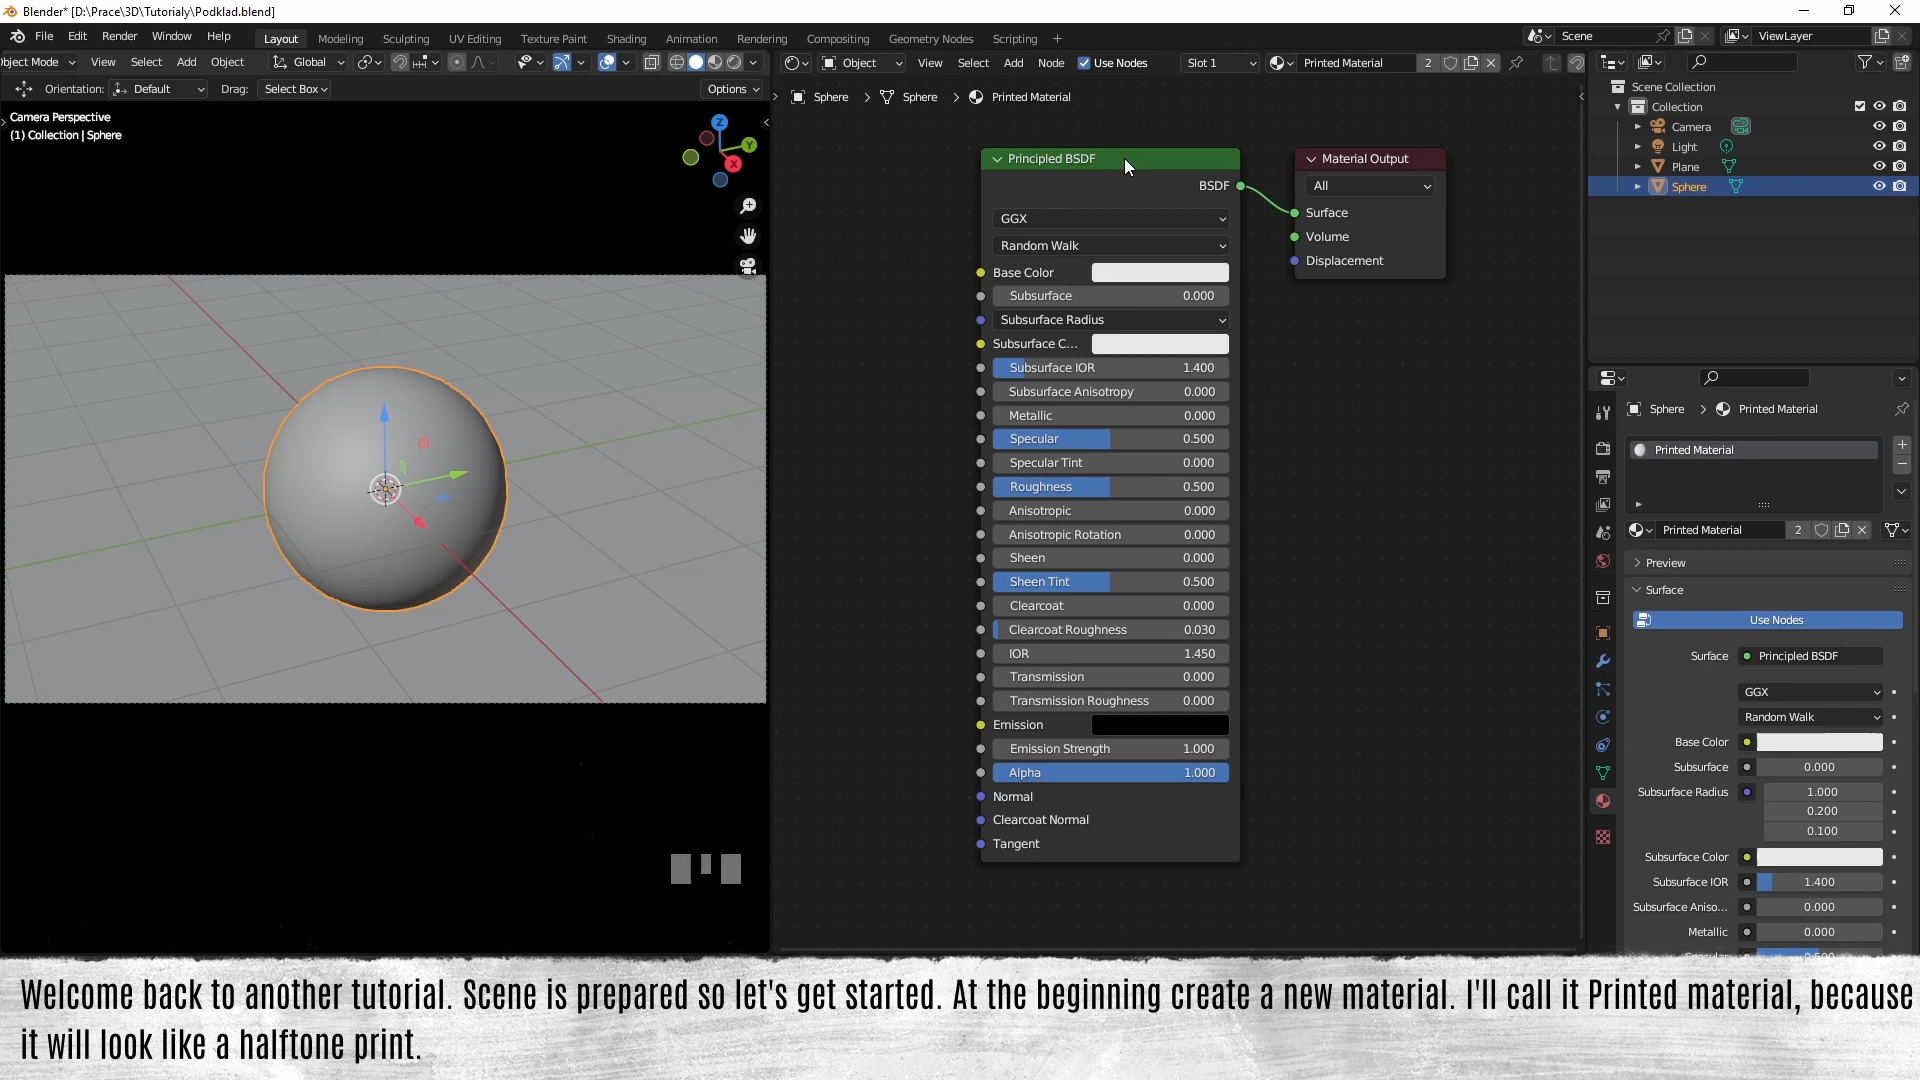 Blender* [D:\Prace\3D\Tutorialy\Podklad.blend]
File Edit Render Window Help Layout Modeling Sculpting UV Editing Texture Paint Shading Animation Rendering Compositing Geometry Nodes Scripting + Scene ViewLayer
bject Mode View Select Add Object Global Object View Select Add Node Use Nodes Slot 1 Printed Material 2
Orientation: Default Drag: Select Box Options
Sphere > Sphere > Printed Material
Camera Perspective
(1) Collection | Sphere
Z
Y
X
Principled BSDF
BSDF
GGX
Random Walk
Base Color
Subsurface 0.000
Subsurface Radius
Subsurface C...
Subsurface IOR 1.400
Subsurface Anisotropy 0.000
Metallic 0.000
Specular 0.500
Specular Tint 0.000
Roughness 0.500
Anisotropic 0.000
Anisotropic Rotation 0.000
Sheen 0.000
Sheen Tint 0.500
Clearcoat 0.000
Clearcoat Roughness 0.030
IOR 1.450
Transmission 0.000
Transmission Roughness 0.000
Emission
Emission Strength 1.000
Alpha 1.000
Normal
Clearcoat Normal
Tangent
Material Output
All
Surface
Volume
Displacement
Scene Collection
Collection
Camera
Light
Plane
Sphere
Sphere > Printed Material
Printed Material
Printed Material 2
Preview
Surface
Use Nodes
Surface Principled BSDF
GGX
Random Walk
Base Color
Subsurface 0.000
Subsurface Radius 1.000
0.200
0.100
Subsurface Color
Subsurface IOR 1.400
Subsurface Aniso... 0.000
Metallic 0.000
Welcome back to another tutorial. Scene is prepared so let's get started. At the beginning create a new material. I'll call it Printed material, because
it will look like a halftone print.